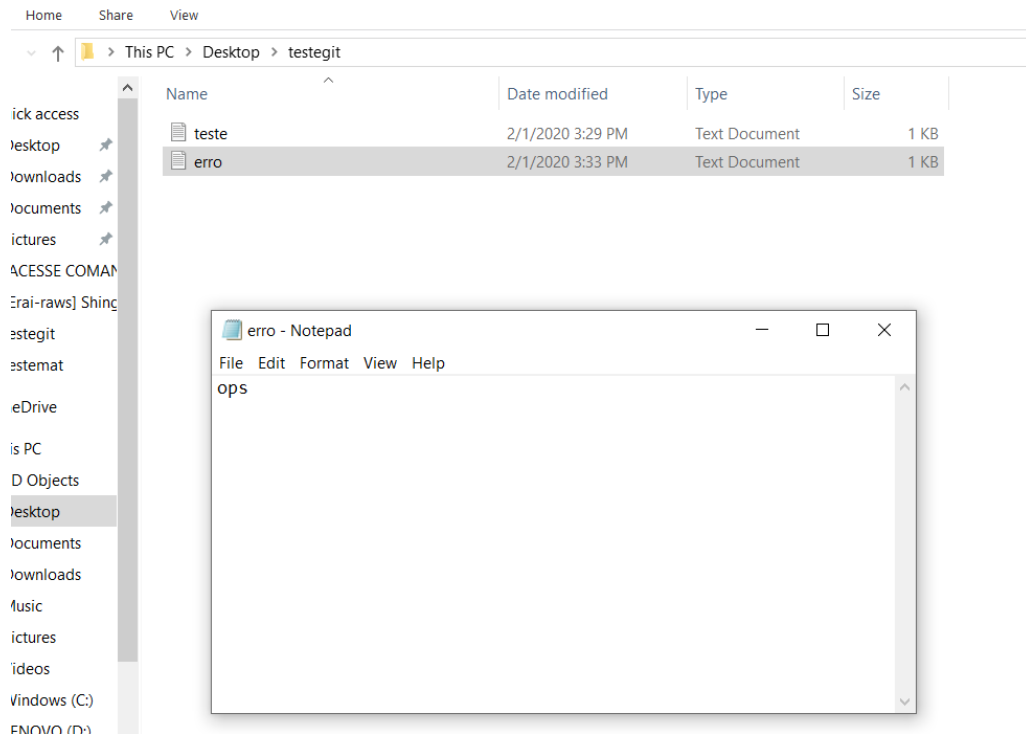 Home Share View
> This PC > Desktop > testegit
Name Date modified Type Size
teste 2/1/2020 3:29 PM Text Document 1 KB
erro 2/1/2020 3:33 PM Text Document 1 KB
ick access
esktop
ownloads
ocuments
ictures
ACESSE COMAN
Erai-raws] Shing
estegit
estemat
eDrive
is PC
D Objects
esktop
ocuments
ownloads
usic
ictures
ideos
Windows (C:)
ENOVO (D:)
erro - Notepad
File Edit Format View Help
ops